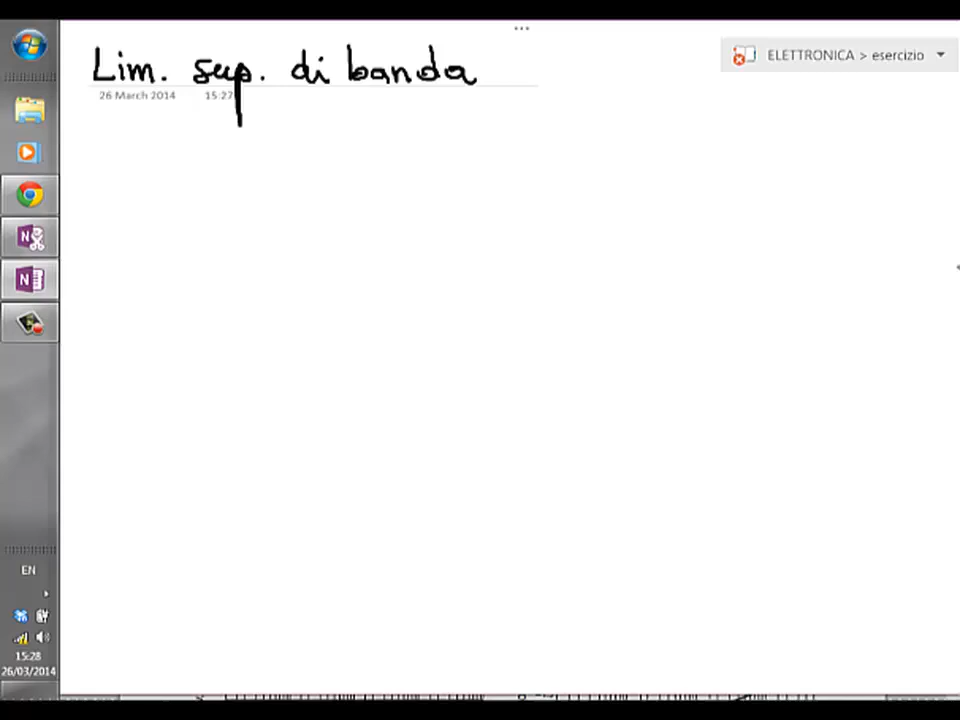 Lim. sup. di banda
26 March 2014 15:27
ELETTRONICA > esercizio
EN
15:28
26/03/2014